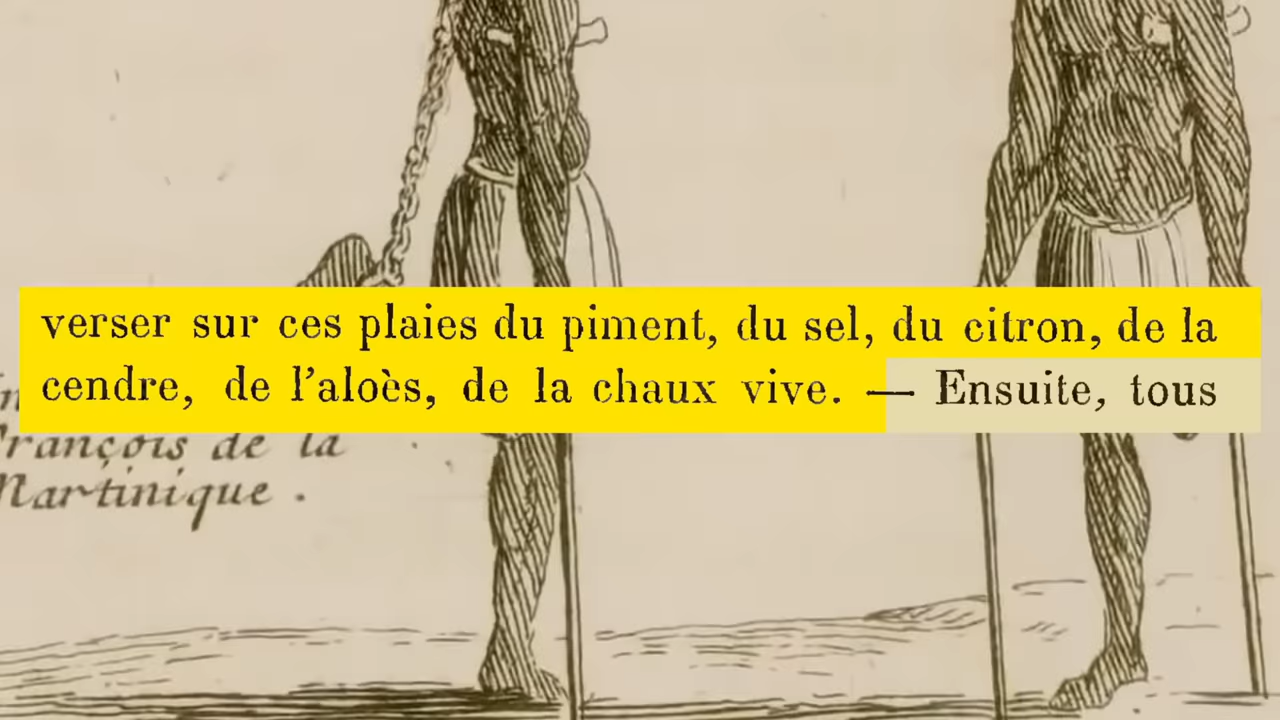 verser sur ces plaies du piment, du sel, du citron, de la
cendre, de l'aloès, de la chaux vive. — Ensuite, tous
François de la
Martinique .